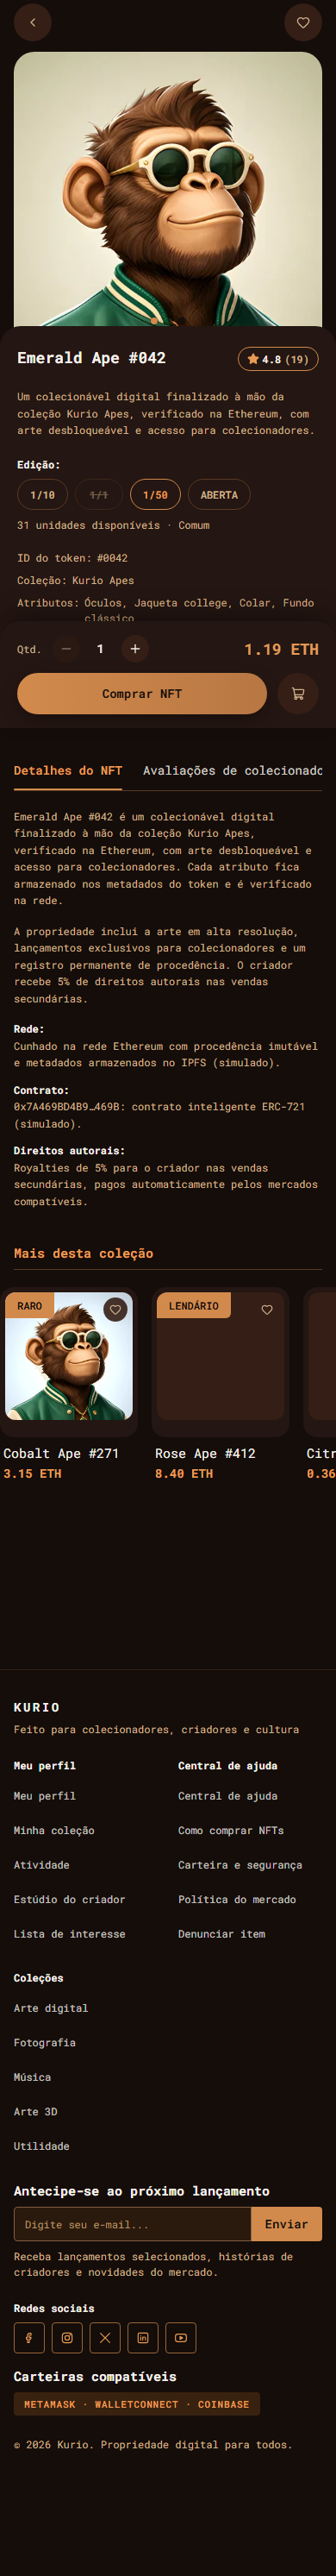 Emerald Ape #042
4.8 (19)
Um colecionável digital finalizado à mão da
coleção Kurio Apes, verificado na Ethereum, com
arte desbloqueável e acesso para colecionadores.
Edição:
1/10
1/1
1/50
ABERTA
31 unidades disponíveis · Comum
ID do token: #0042
Coleção: Kurio Apes
Atributos: Óculos, Jaqueta college, Colar, Fundo
clássico
Qtd.
1
1.19 ETH
Comprar NFT
Detalhes do NFT
Avaliações de colecionado
Emerald Ape #042 é um colecionável digital
finalizado à mão da coleção Kurio Apes,
verificado na Ethereum, com arte desbloqueável e
acesso para colecionadores. Cada atributo fica
armazenado nos metadados do token e é verificado
na rede.
A propriedade inclui a arte em alta resolução,
lançamentos exclusivos para colecionadores e um
registro permanente de procedência. O criador
recebe 5% de direitos autorais nas vendas
secundárias.
Rede:
Cunhado na rede Ethereum com procedência imutável
e metadados armazenados no IPFS (simulado).
Contrato:
0x7A469BD4B9…469B: contrato inteligente ERC-721
(simulado).
Direitos autorais:
Royalties de 5% para o criador nas vendas
secundárias, pagos automaticamente pelos mercados
compatíveis.
Mais desta coleção
RARO
LENDÁRIO
Cobalt Ape #271
3.15 ETH
Rose Ape #412
8.40 ETH
Citr
0.36
KURIO
Feito para colecionadores, criadores e cultura
Meu perfil
Meu perfil
Minha coleção
Atividade
Estúdio do criador
Lista de interesse
Central de ajuda
Central de ajuda
Como comprar NFTs
Carteira e segurança
Política do mercado
Denunciar item
Coleções
Arte digital
Fotografia
Música
Arte 3D
Utilidade
Antecipe-se ao próximo lançamento
Digite seu e-mail...
Enviar
Receba lançamentos selecionados, histórias de
criadores e novidades do mercado.
Redes sociais
Carteiras compatíveis
METAMASK · WALLETCONNECT · COINBASE
© 2026 Kurio. Propriedade digital para todos.